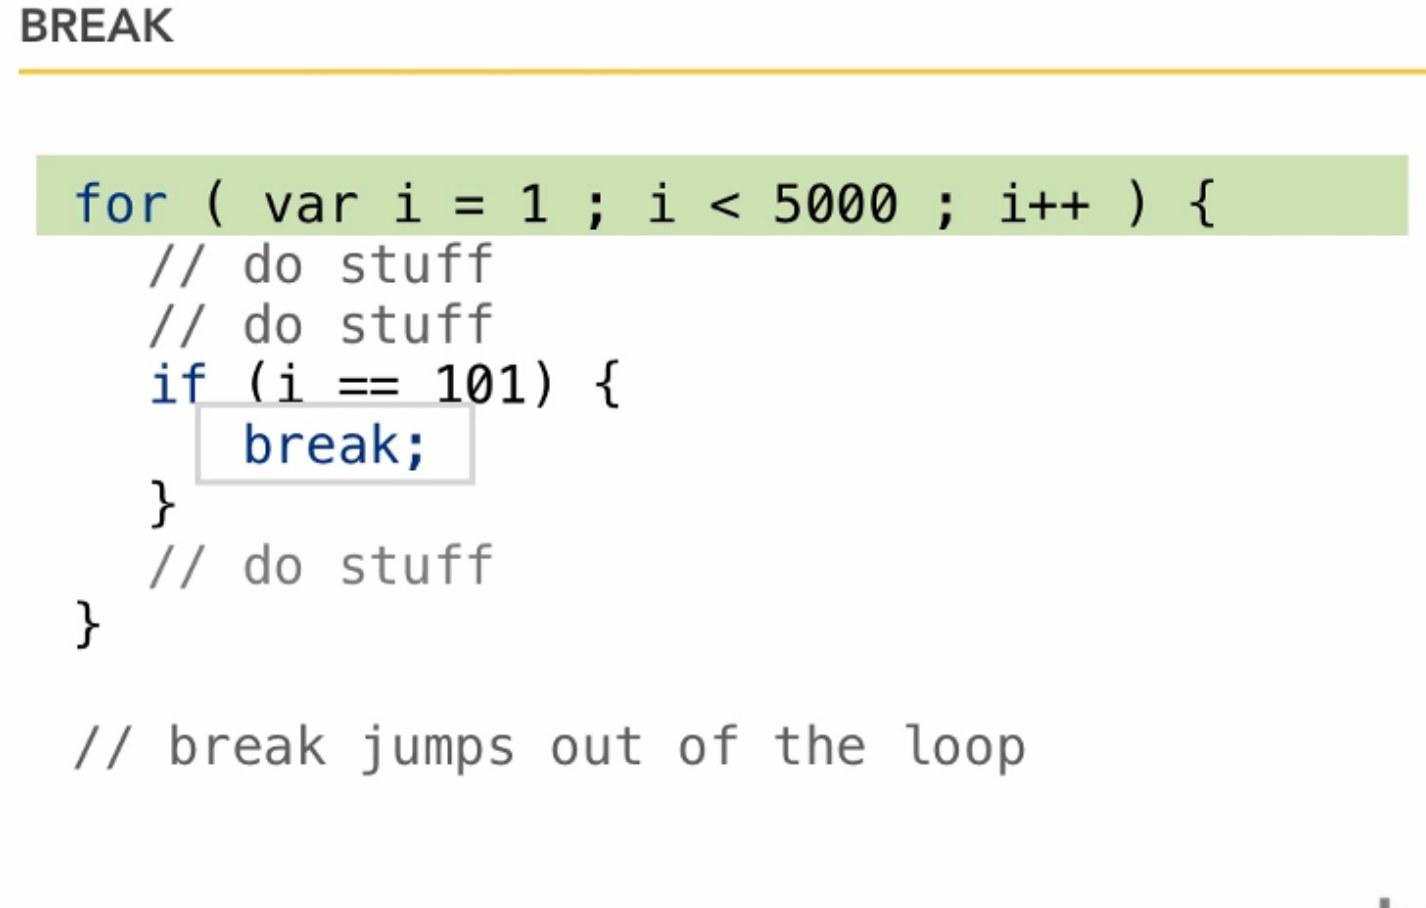 BREAK
for ( var i = 1 ; i < 5000 ; i++ ) {
// do stuff
// do stuff
if (i == 101) {
break;
}
// do stuff
}
// break jumps out of the loop